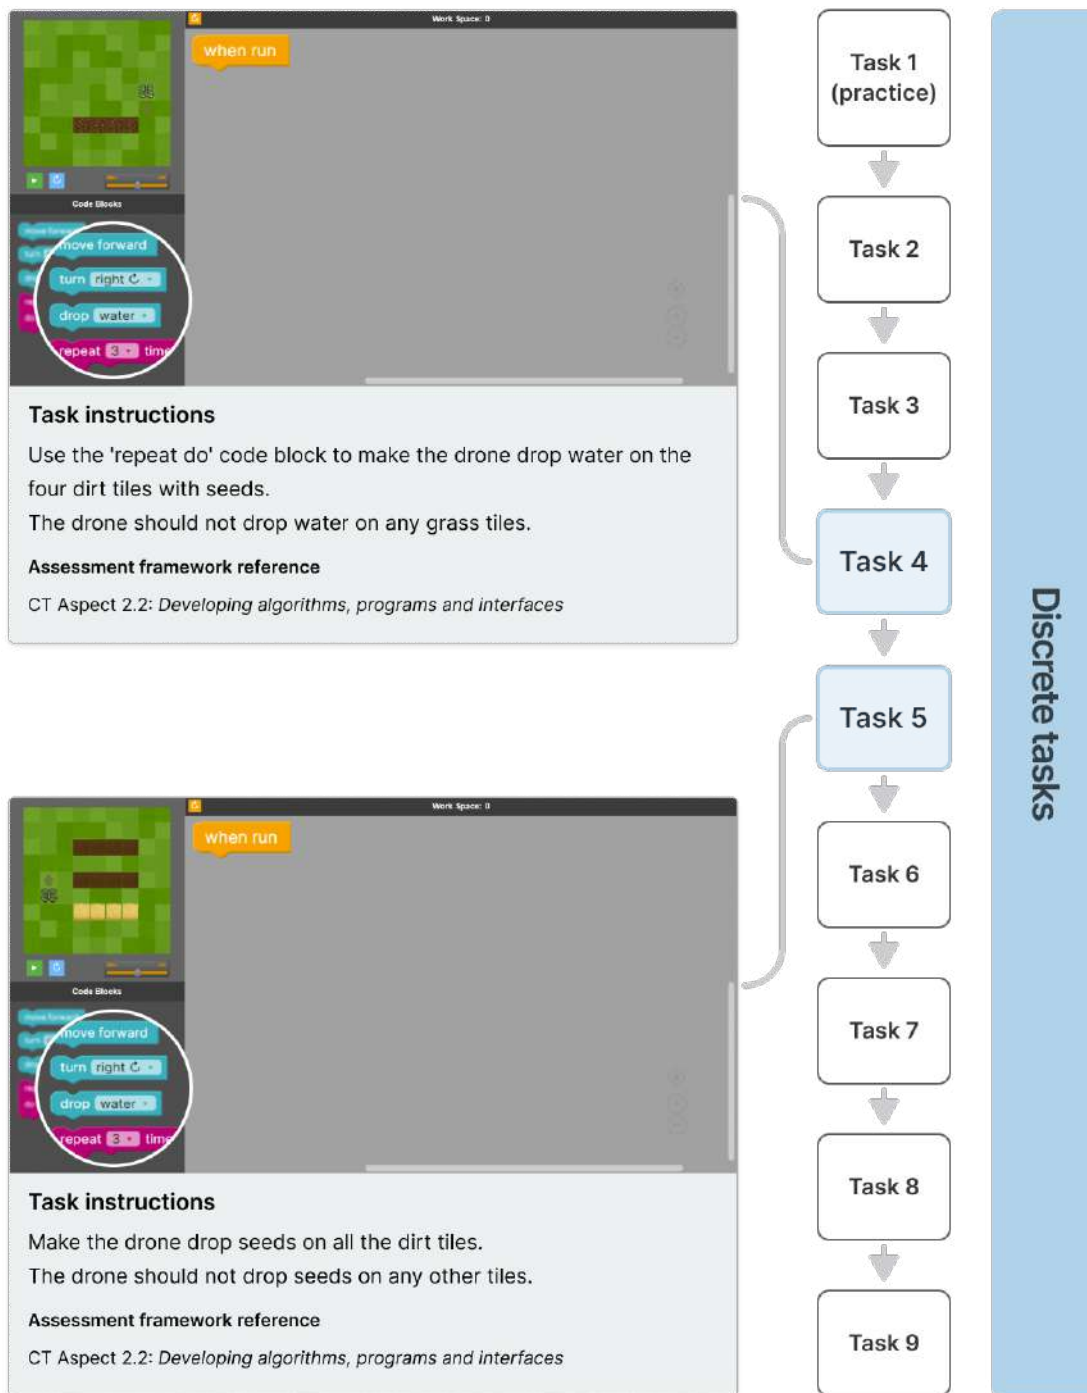 Work Space: 0
when run
Code Blocks
move forward
turn right
drop water
repeat 3 time
Task instructions
Use the 'repeat do' code block to make the drone drop water on the
four dirt tiles with seeds.
The drone should not drop water on any grass tiles.
Assessment framework reference
CT Aspect 2.2: Developing algorithms, programs and interfaces
Work Space: 0
when run
Code Blocks
move forward
turn right
drop water
repeat 3 time
Task instructions
Make the drone drop seeds on all the dirt tiles.
The drone should not drop seeds on any other tiles.
Assessment framework reference
CT Aspect 2.2: Developing algorithms, programs and interfaces
Task 1
(practice)
Task 2
Task 3
Task 4
Task 5
Task 6
Task 7
Task 8
Task 9
Discrete tasks